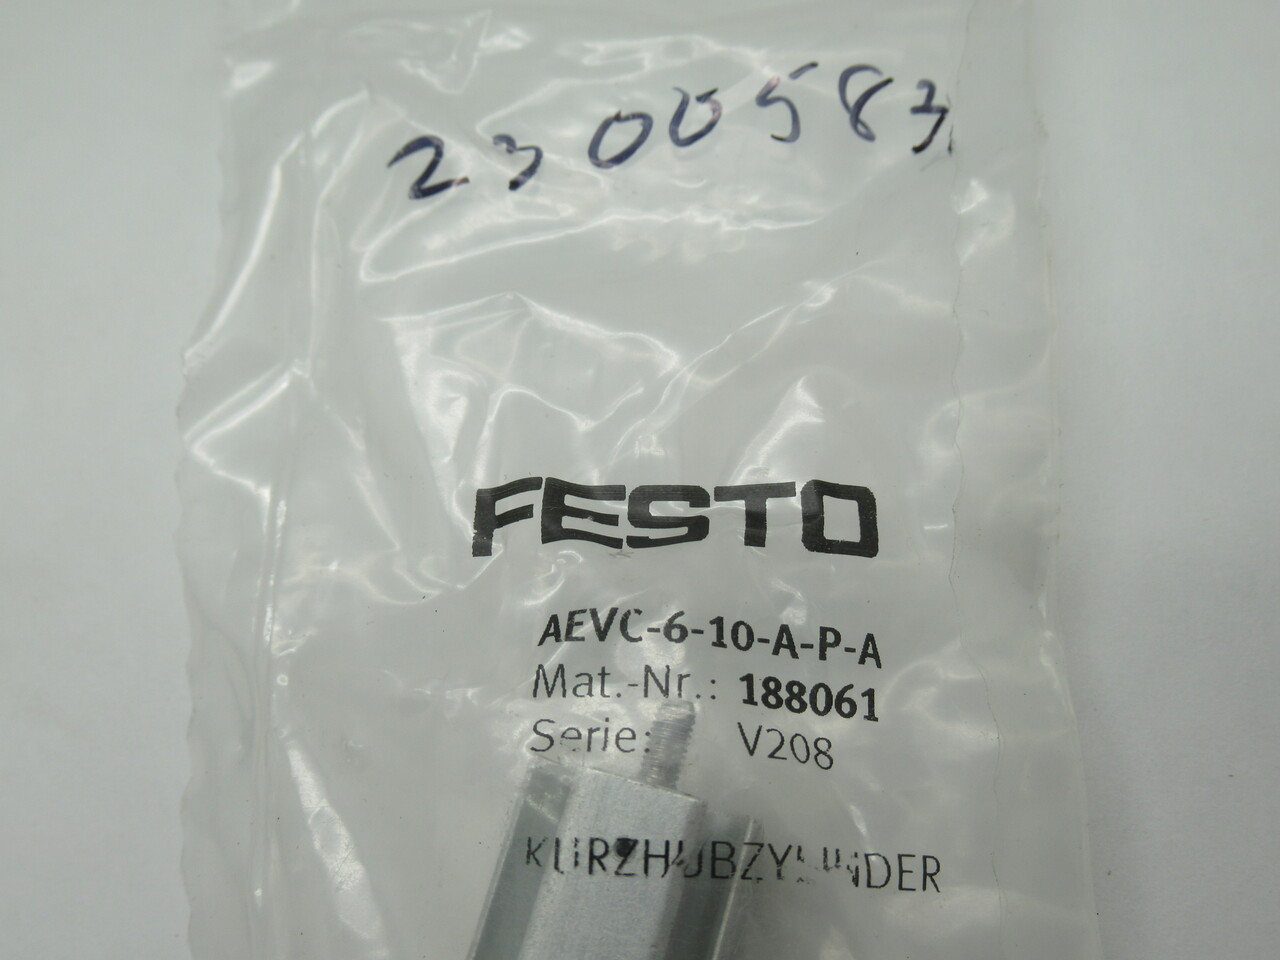 2300583
FESTO
AEVC-6-10-A-P-A
Mat.-Nr.: 188061
Serie: V208
KURZHUBZYLINDER